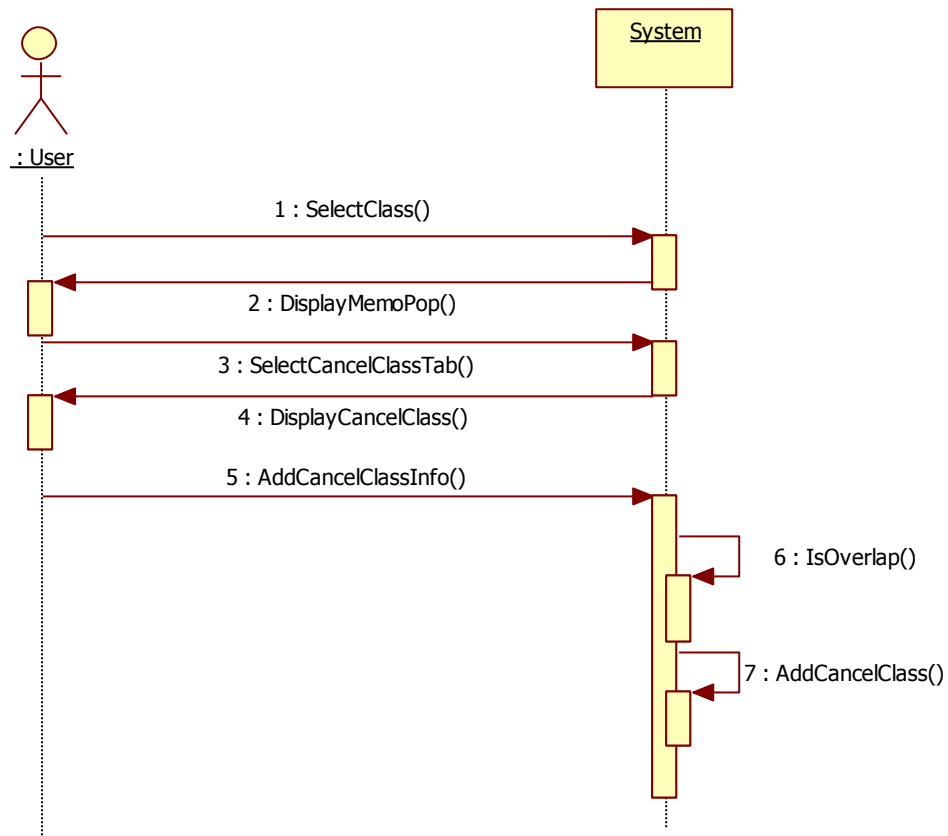 System
: User
1 : SelectClass()
2 : DisplayMemoPop()
3 : SelectCancelClassTab()
4 : DisplayCancelClass()
5 : AddCancelClassInfo()
6 : IsOverlap()
7 : AddCancelClass()